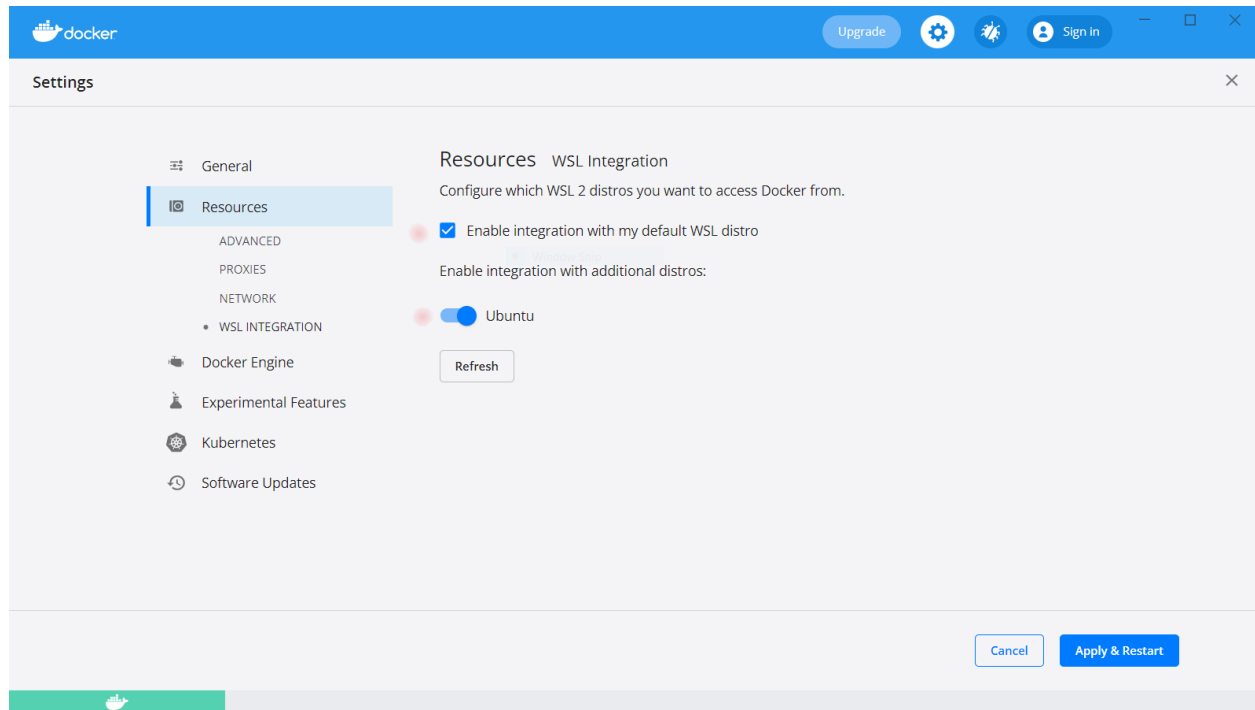 docker
Upgrade
Sign in
Settings
General
Resources
ADVANCED
PROXIES
NETWORK
WSL INTEGRATION
Docker Engine
Experimental Features
Kubernetes
Software Updates
Resources WSL Integration
Configure which WSL 2 distros you want to access Docker from.
Enable integration with my default WSL distro
Enable integration with additional distros:
Ubuntu
Refresh
Cancel
Apply & Restart